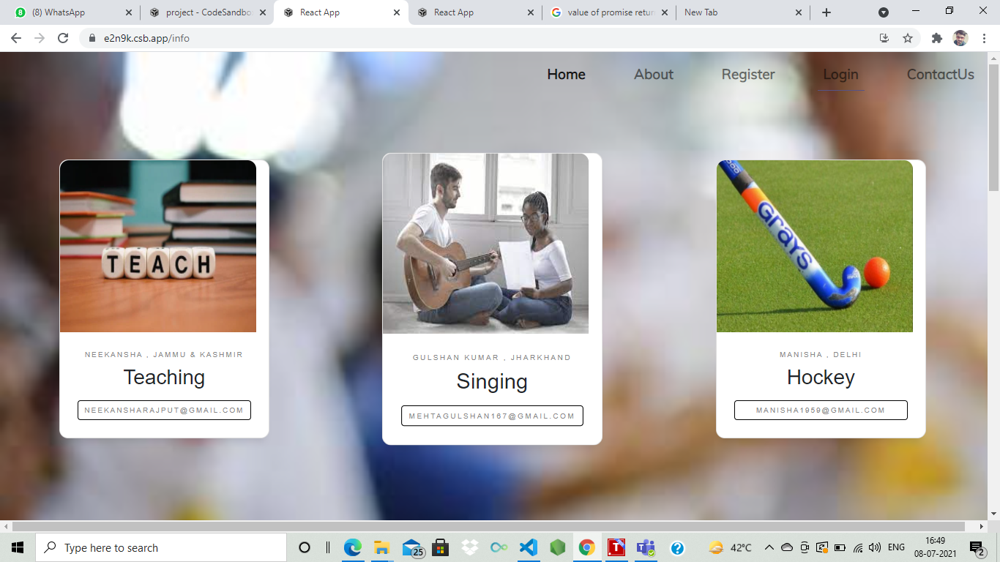 (8) WhatsApp
project - CodeSandbo
React App
React App
value of promise retur
New Tab
e2n9k.csb.app/info
Home About Register Login ContactUs
TEACH
GRAYS
NEEKANSHA , JAMMU & KASHMIR
Teaching
NEEKANSHARAJPUT@GMAIL.COM
GULSHAN KUMAR , JHARKHAND
Singing
MEHTAGULSHAN167@GMAIL.COM
MANISHA , DELHI
Hockey
MANISHA1959@GMAIL.COM
Type here to search
25
42°C
ENG
16:49
08-07-2021
2